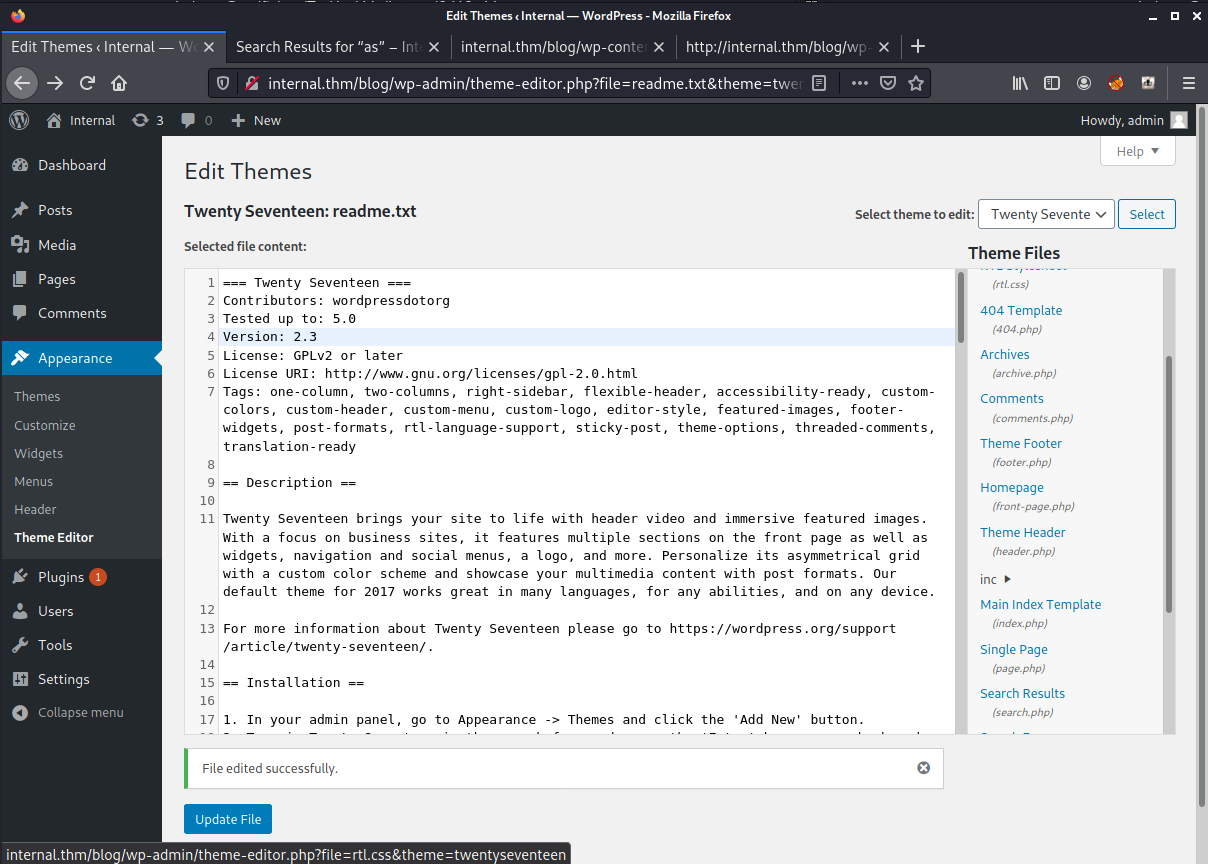 Edit Themes ‹ Internal — WordPress - Mozilla Firefox
Edit Themes ‹ Internal — Wo
Search Results for “as” – Inte
internal.thm/blog/wp-conte
http://internal.thm/blog/wp-
internal.thm/blog/wp-admin/theme-editor.php?file=readme.txt&theme=twen
Internal
3
0
New
Howdy, admin
Help
Dashboard
Posts
Media
Pages
Comments
Appearance
Themes
Customize
Widgets
Menus
Header
Theme Editor
Plugins 1
Users
Tools
Settings
Collapse menu
Edit Themes
Twenty Seventeen: readme.txt
Select theme to edit: Twenty Sevente Select
Selected file content:
1 === Twenty Seventeen ===
2 Contributors: wordpressdotorg
3 Tested up to: 5.0
4 Version: 2.3
5 License: GPLv2 or later
6 License URI: http://www.gnu.org/licenses/gpl-2.0.html
7 Tags: one-column, two-columns, right-sidebar, flexible-header, accessibility-ready, custom-
colors, custom-header, custom-menu, custom-logo, editor-style, featured-images, footer-
widgets, post-formats, rtl-language-support, sticky-post, theme-options, threaded-comments,
translation-ready
8
9 == Description ==
10
11 Twenty Seventeen brings your site to life with header video and immersive featured images.
With a focus on business sites, it features multiple sections on the front page as well as
widgets, navigation and social menus, a logo, and more. Personalize its asymmetrical grid
with a custom color scheme and showcase your multimedia content with post formats. Our
default theme for 2017 works great in many languages, for any abilities, and on any device.
12
13 For more information about Twenty Seventeen please go to https://wordpress.org/support
/article/twenty-seventeen/.
14
15 == Installation ==
16
17 1. In your admin panel, go to Appearance -> Themes and click the 'Add New' button.
Theme Files
(rtl.css)
404 Template
(404.php)
Archives
(archive.php)
Comments
(comments.php)
Theme Footer
(footer.php)
Homepage
(front-page.php)
Theme Header
(header.php)
inc
Main Index Template
(index.php)
Single Page
(page.php)
Search Results
(search.php)
File edited successfully.
Update File
internal.thm/blog/wp-admin/theme-editor.php?file=rtl.css&theme=twentyseventeen